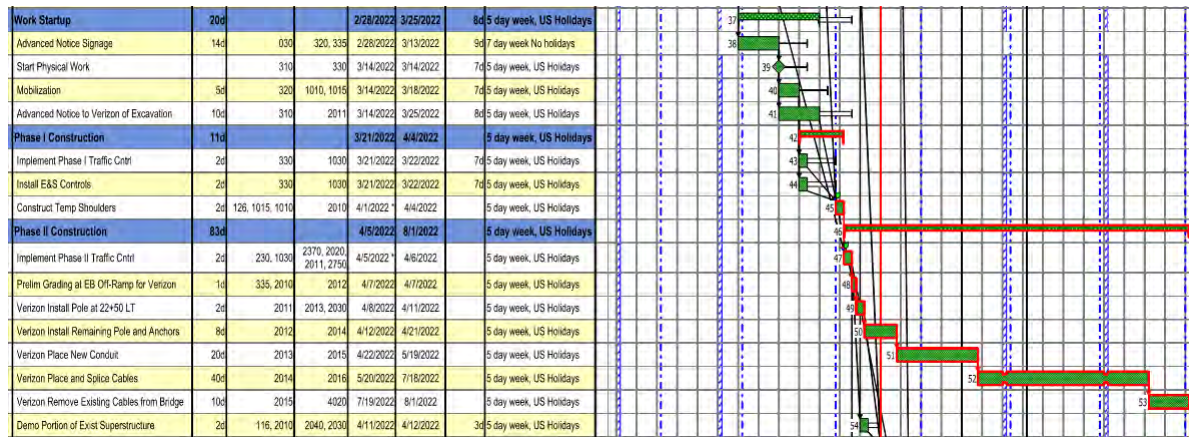 Work Startup 20d 2/28/2022 3/25/2022 8d 5 day week, US Holidays 37
Advanced Notice Signage 14d 030 320, 335 2/28/2022 3/13/2022 9d 7 day week No holidays 38
Start Physical Work 310 330 3/14/2022 3/14/2022 7d 5 day week, US Holidays 39
Mobilization 5d 320 1010, 1015 3/14/2022 3/18/2022 7d 5 day week, US Holidays 40
Advanced Notice to Verizon of Excavation 10d 310 2011 3/14/2022 3/25/2022 8d 5 day week, US Holidays 41
Phase I Construction 11d 3/21/2022 4/4/2022 5 day week, US Holidays 42
Implement Phase I Traffic Cntrl 2d 330 1030 3/21/2022 3/22/2022 7d 5 day week, US Holidays 43
Install E&S Controls 2d 330 1030 3/21/2022 3/22/2022 7d 5 day week, US Holidays 44
Construct Temp Shoulders 2d 126, 1015, 1010 2010 4/1/2022 * 4/4/2022 5 day week, US Holidays 45
Phase II Construction 83d 4/5/2022 8/1/2022 5 day week, US Holidays 46
Implement Phase II Traffic Cntrl 2d 230, 1030 2370, 2020, 2011, 2750 4/5/2022 * 4/6/2022 5 day week, US Holidays 47
Prelim Grading at EB Off-Ramp for Verizon 1d 335, 2010 2012 4/7/2022 4/7/2022 5 day week, US Holidays 48
Verizon Install Pole at 22+50 LT 2d 2011 2013, 2030 4/8/2022 4/11/2022 5 day week, US Holidays 49
Verizon Install Remaining Pole and Anchors 8d 2012 2014 4/12/2022 4/21/2022 5 day week, US Holidays 50
Verizon Place New Conduit 20d 2013 2015 4/22/2022 5/19/2022 5 day week, US Holidays 51
Verizon Place and Splice Cables 40d 2014 2016 5/20/2022 7/18/2022 5 day week, US Holidays 52
Verizon Remove Existing Cables from Bridge 10d 2015 4020 7/19/2022 8/1/2022 5 day week, US Holidays 53
Demo Portion of Exist Superstructure 2d 116, 2010 2040, 2030 4/11/2022 4/12/2022 3d 5 day week, US Holidays 54